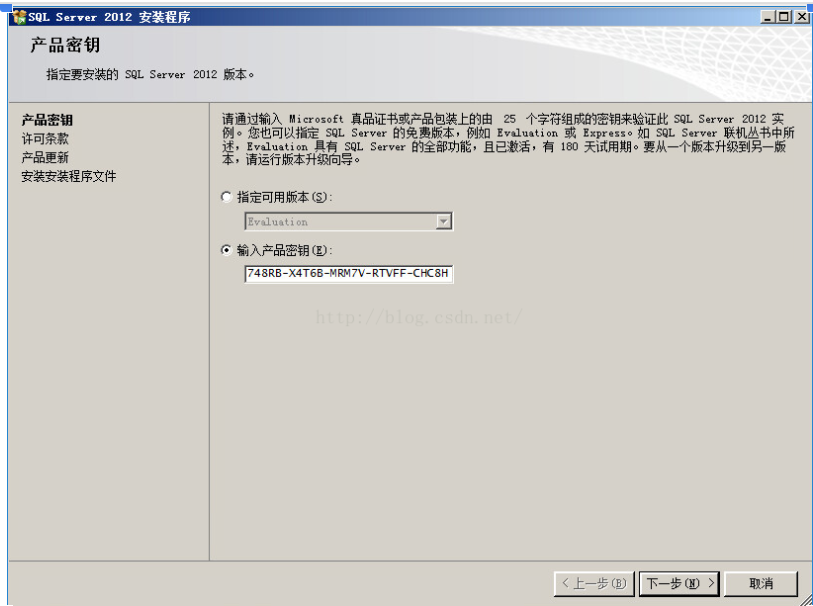 SQL Server 2012 安装程序
产品密钥
指定要安装的 SQL Server 2012 版本。
产品密钥
许可条款
产品更新
安装安装程序文件
请通过输入 Microsoft 真品证书或产品包装上的由 25 个字符组成的密钥来验证此 SQL Server 2012 实
例。您也可以指定 SQL Server 的免费版本，例如 Evaluation 或 Express。如 SQL Server 联机丛书中所
述，Evaluation 具有 SQL Server 的全部功能，且已激活，有 180 天试用期。要从一个版本升级到另一版
本，请运行版本升级向导。
指定可用版本(S):
Evaluation
输入产品密钥(E):
748RB-X4T6B-MRM7V-RTVFF-CHC8H
http://blog.csdn.net/
< 上一步(B)
下一步(N) >
取消